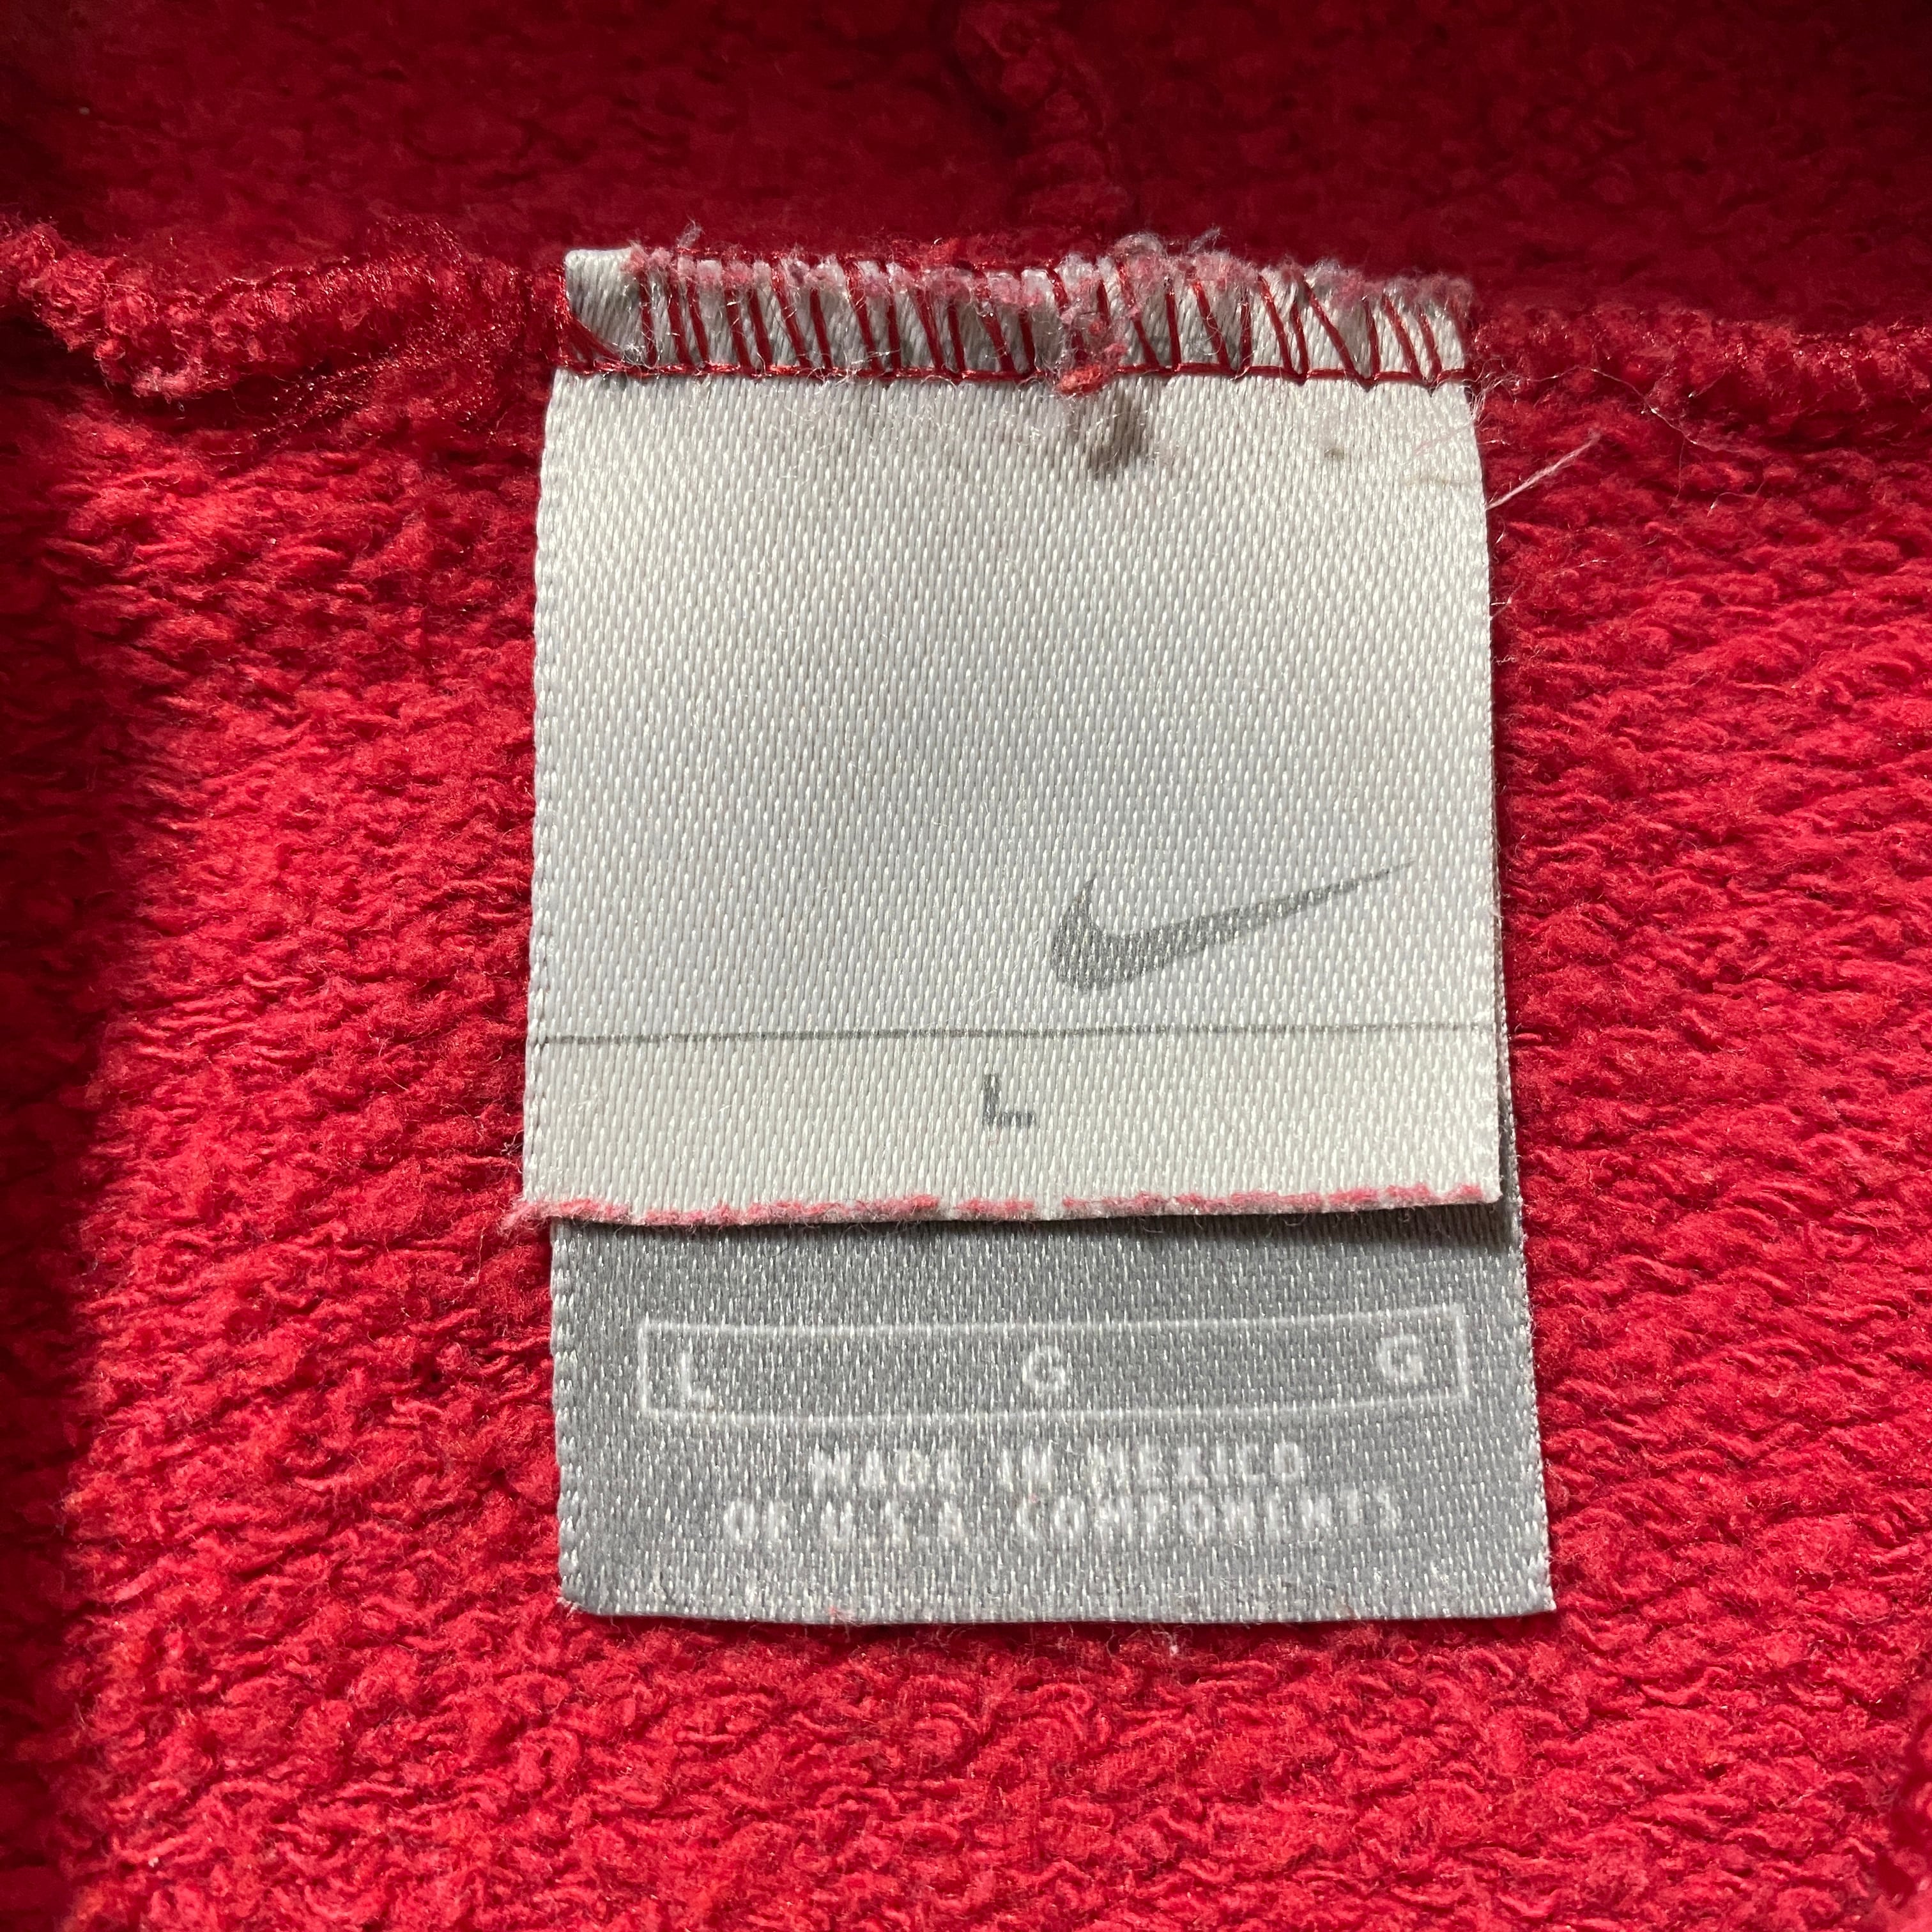 L
L G G
MADE IN MEXICO
OF U.S.A. COMPONENTS